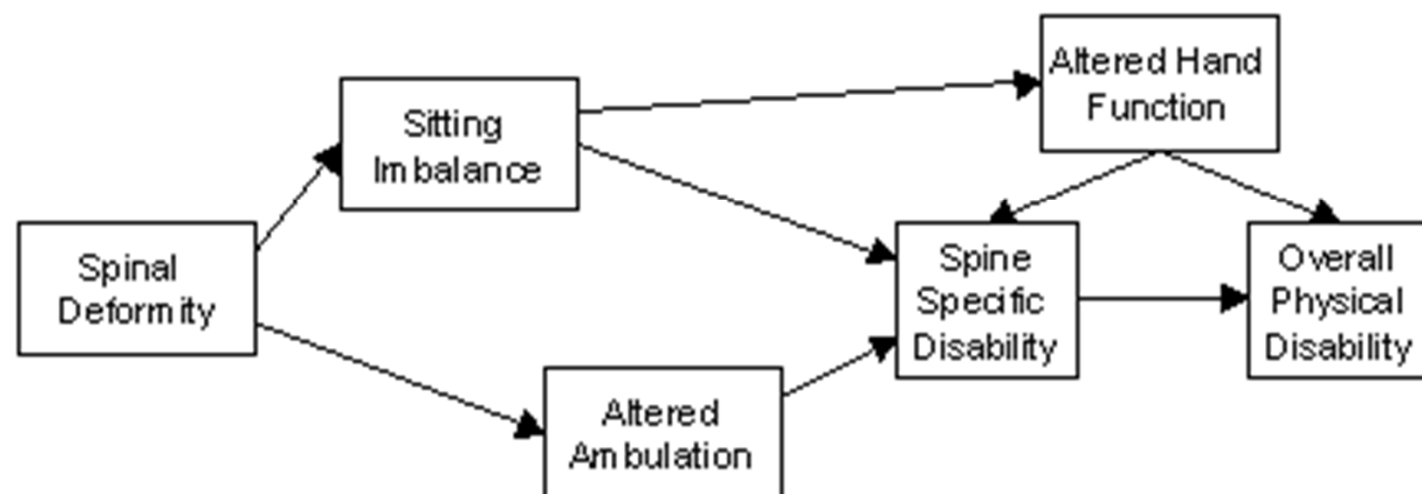 Spinal
Deformity
Sitting
Imbalance
Altered
Ambulation
Altered Hand
Function
Spine
Specific
Disability
Overall
Physical
Disability